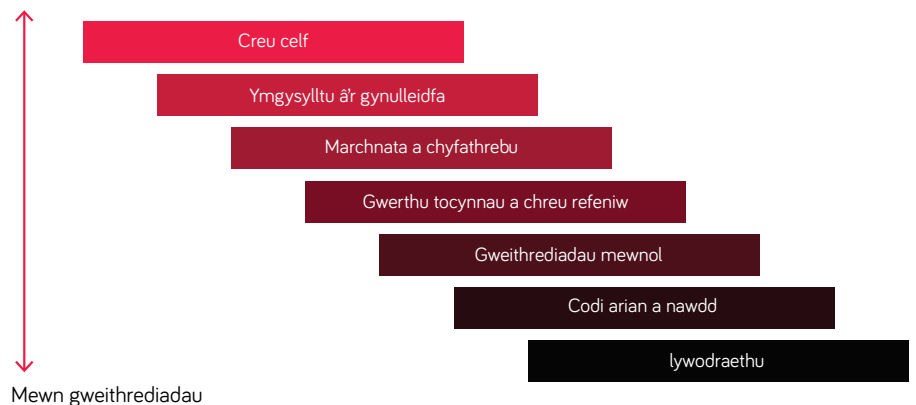 Creu celf
Ymgysylltu â'r gynulleidfa
Marchnata a chyfathrebu
Gwerthu tocynnau a chreu refeniw
Gweithrediadau mewnol
Codi arian a nawdd
lywodraethu
Mewn gweithrediadau